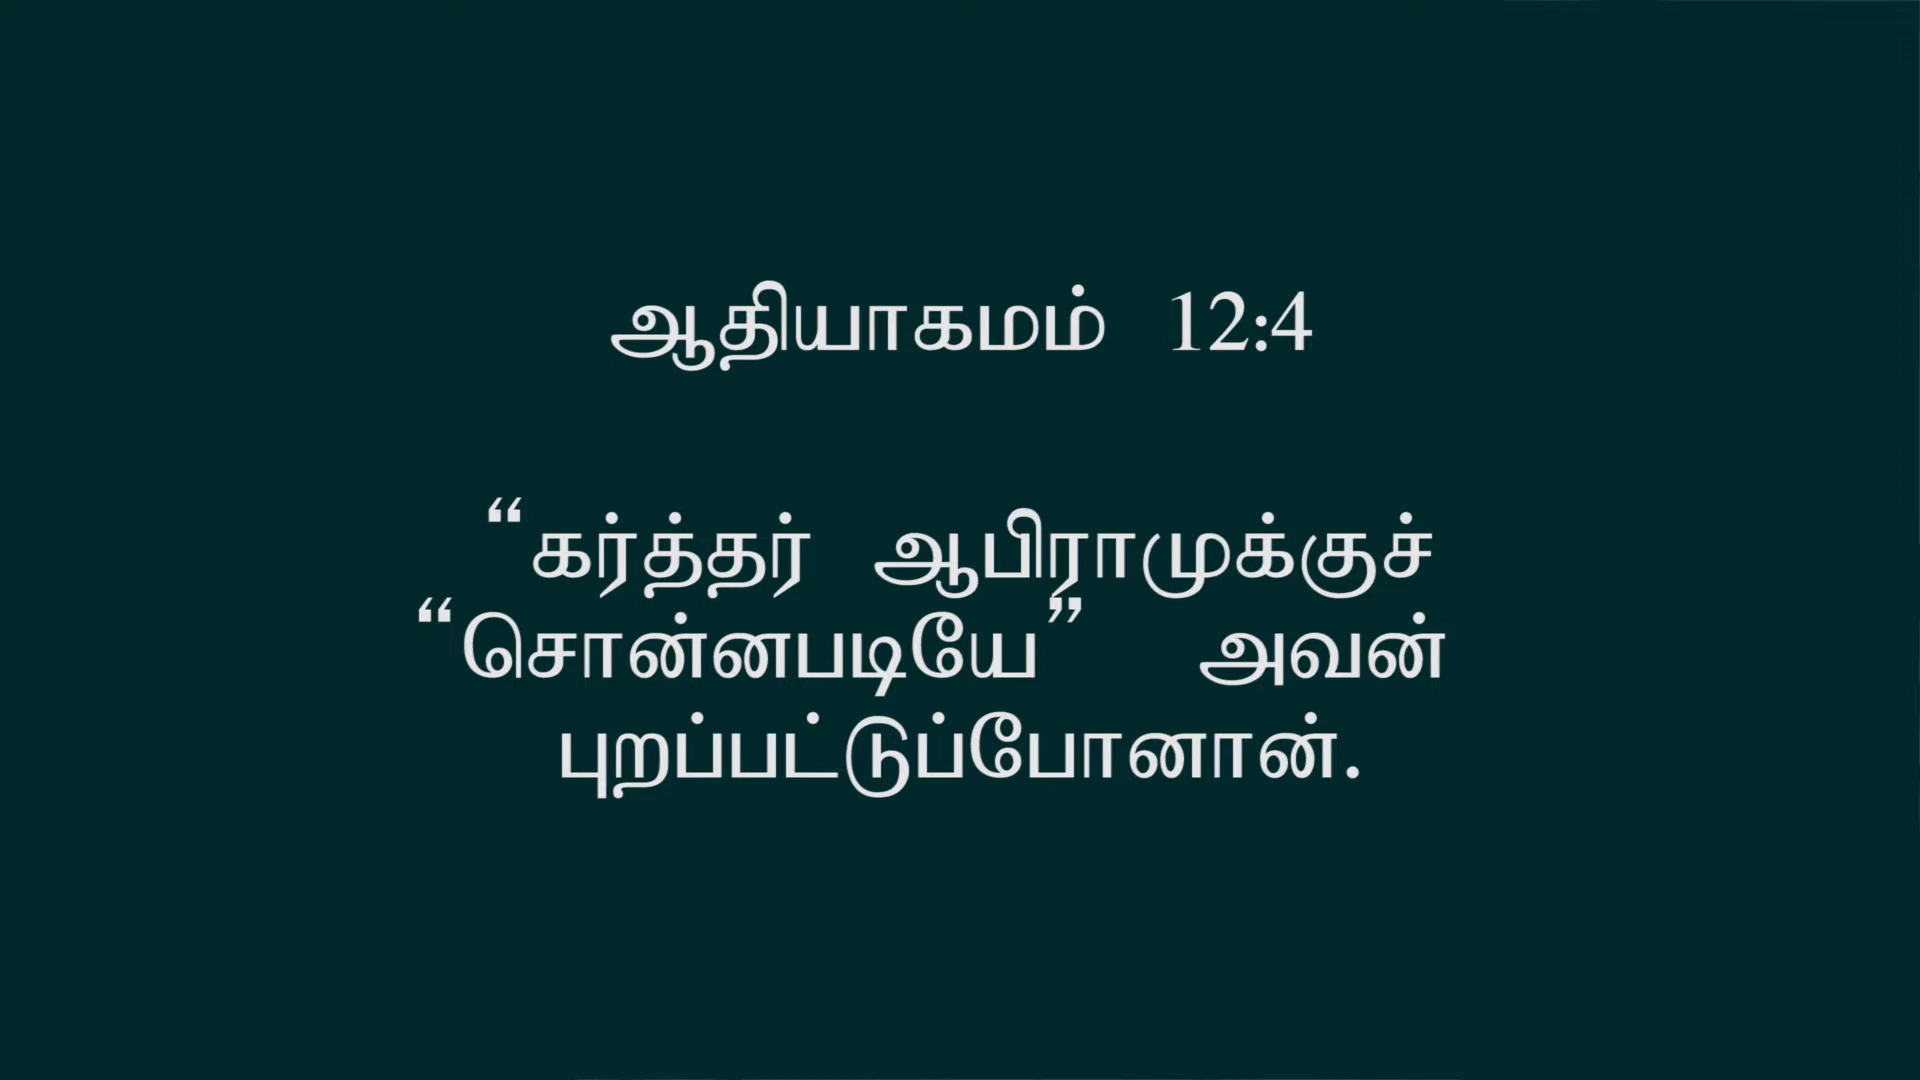 ஆதியாகமம் 12:4
“கர்த்தர் ஆபிராமுக்குச்
“சொன்னபடியே” அவன்
புறப்பட்டுப்போனான்.